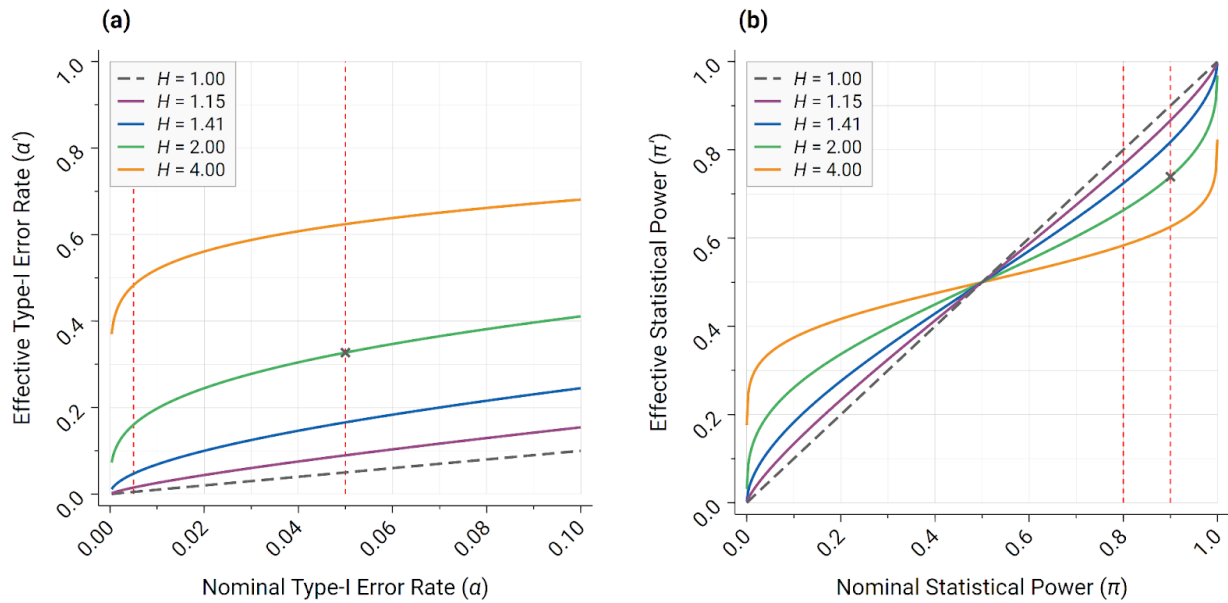 (a)
H = 1.00
H = 1.15
H = 1.41
H = 2.00
H = 4.00
Effective Type-I Error Rate (α′)
1.0
0.8
0.6
0.4
0.2
0.0
0.00 0.02 0.04 0.06 0.08 0.10
Nominal Type-I Error Rate (α)
(b)
H = 1.00
H = 1.15
H = 1.41
H = 2.00
H = 4.00
Effective Statistical Power (π′)
1.0
0.8
0.6
0.4
0.2
0.0
0.0 0.2 0.4 0.6 0.8 1.0
Nominal Statistical Power (π)